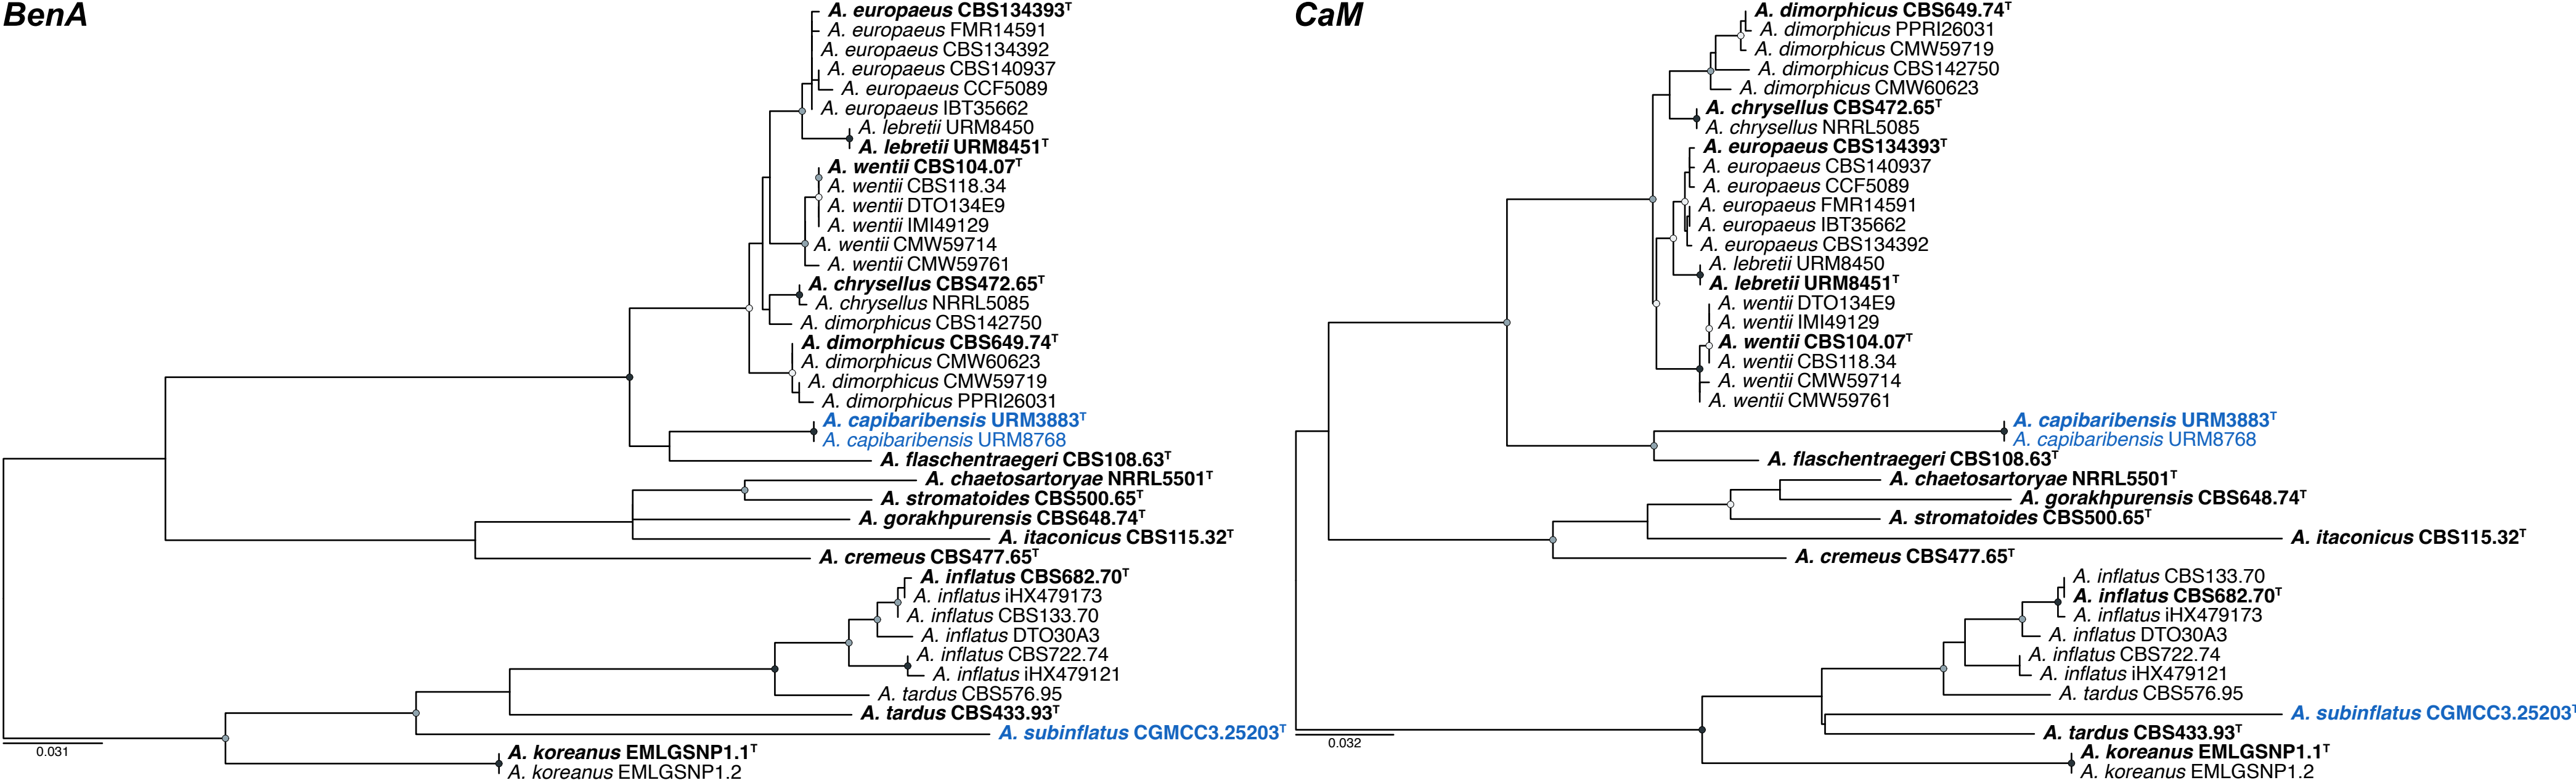 BenA
A. europaeus CBS134393T
A. europaeus FMR14591
A. europaeus CBS134392
A. europaeus CBS140937
A. europaeus CCF5089
A. europaeus IBT35662
A. lebretii URM8450
A. lebretii URM8451T
A. wentii CBS104.07T
A. wentii CBS118.34
A. wentii DTO134E9
A. wentii IMI49129
A. wentii CMW59714
A. wentii CMW59761
A. chrysellus CBS472.65T
A. chrysellus NRRL5085
A. dimorphicus CBS142750
A. dimorphicus CBS649.74T
A. dimorphicus CMW60623
A. dimorphicus CMW59719
A. dimorphicus PPRI26031
A. capibaribensis URM3883T
A. capibaribensis URM8768
A. flaschentraegeri CBS108.63T
A. chaetosartoryae NRRL5501T
A. stromatoides CBS500.65T
A. gorakhpurensis CBS648.74T
A. itaconicus CBS115.32T
A. cremeus CBS477.65T
A. inflatus CBS682.70T
A. inflatus iHX479173
A. inflatus CBS133.70
A. inflatus DTO30A3
A. inflatus CBS722.74
A. inflatus iHX479121
A. tardus CBS576.95
A. tardus CBS433.93T
A. subinflatus CGMCC3.25203T
A. koreanus EMLGSNP1.1T
A. koreanus EMLGSNP1.2
0.031
CaM
A. dimorphicus CBS649.74T
A. dimorphicus PPRI26031
A. dimorphicus CMW59719
A. dimorphicus CBS142750
A. dimorphicus CMW60623
A. chrysellus CBS472.65T
A. chrysellus NRRL5085
A. europaeus CBS134393T
A. europaeus CBS140937
A. europaeus CCF5089
A. europaeus FMR14591
A. europaeus IBT35662
A. europaeus CBS134392
A. lebretii URM8450
A. lebretii URM8451T
A. wentii DTO134E9
A. wentii IMI49129
A. wentii CBS104.07T
A. wentii CBS118.34
A. wentii CMW59714
A. wentii CMW59761
A. capibaribensis URM3883T
A. capibaribensis URM8768
A. flaschentraegeri CBS108.63T
A. chaetosartoryae NRRL5501T
A. gorakhpurensis CBS648.74T
A. stromatoides CBS500.65T
A. itaconicus CBS115.32T
A. cremeus CBS477.65T
A. inflatus CBS133.70
A. inflatus CBS682.70T
A. inflatus iHX479173
A. inflatus DTO30A3
A. inflatus CBS722.74
A. inflatus iHX479121
A. tardus CBS576.95
A. subinflatus CGMCC3.25203T
A. tardus CBS433.93T
A. koreanus EMLGSNP1.1T
A. koreanus EMLGSNP1.2
0.032